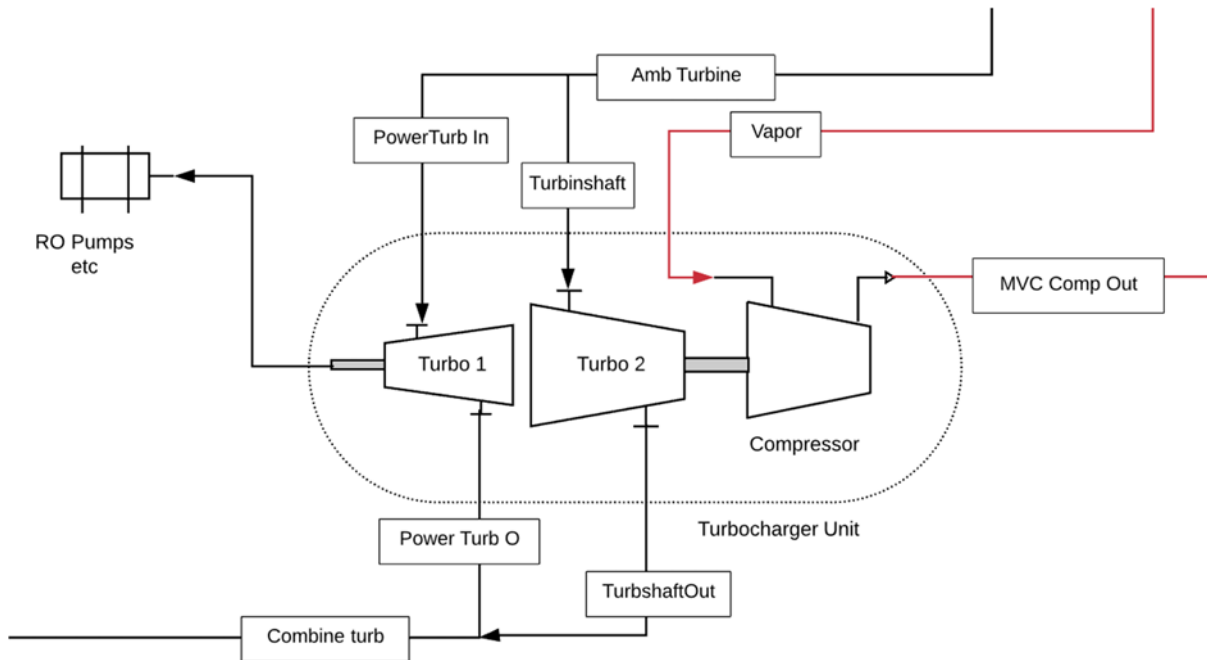 Amb Turbine
PowerTurb In
Vapor
Turbinshaft
RO Pumps
etc
MVC Comp Out
Turbo 1
Turbo 2
Compressor
Turbocharger Unit
Power Turb O
TurbshaftOut
Combine turb